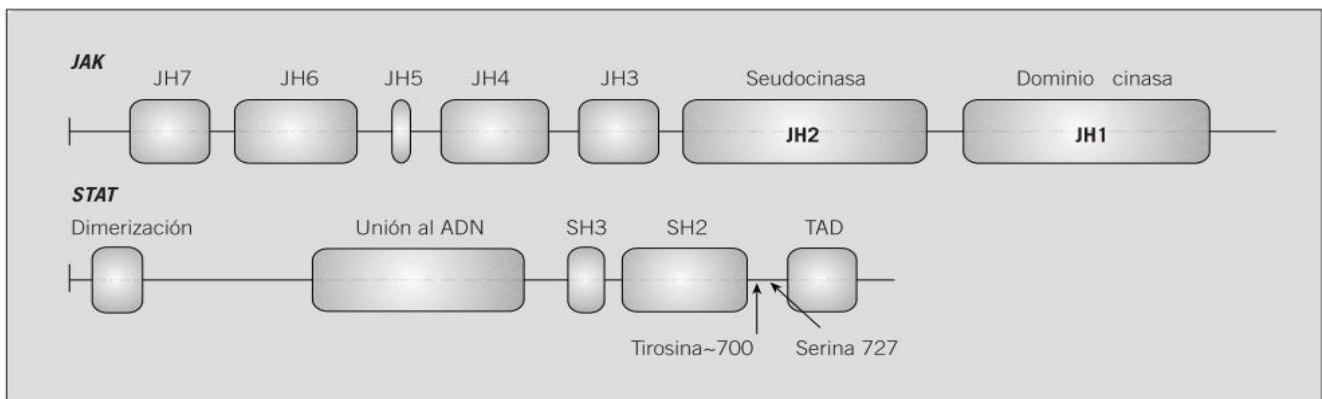 JAK
JH7 JH6 JH5 JH4 JH3 Seudocinasa Dominio cinasa
JH2 JH1
STAT
Dimerización Unión al ADN SH3 SH2 TAD
Tirosina~700 Serina 727